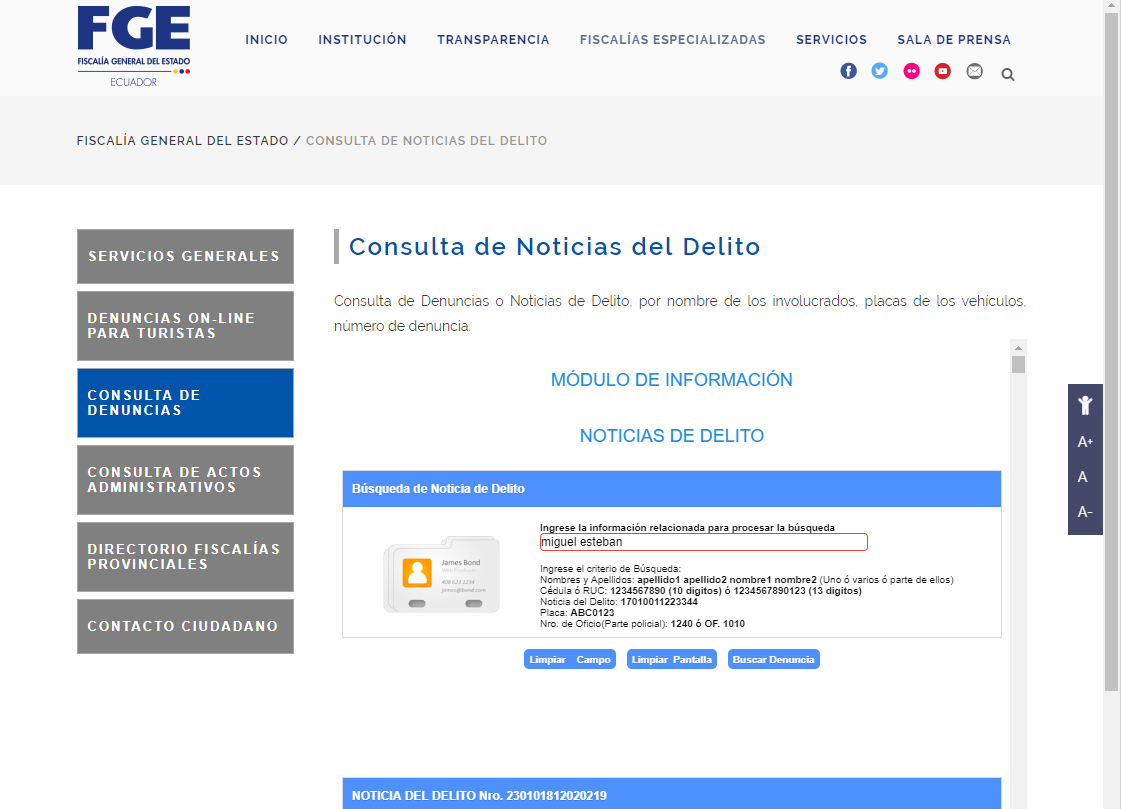 FGE
FISCALÍA GENERAL DEL ESTADO
ECUADOR
INICIO INSTITUCIÓN TRANSPARENCIA FISCALÍAS ESPECIALIZADAS SERVICIOS SALA DE PRENSA
FISCALÍA GENERAL DEL ESTADO / CONSULTA DE NOTICIAS DEL DELITO
SERVICIOS GENERALES
DENUNCIAS ON-LINE
PARA TURISTAS
CONSULTA DE
DENUNCIAS
CONSULTA DE ACTOS
ADMINISTRATIVOS
DIRECTORIO FISCALÍAS
PROVINCIALES
CONTACTO CIUDADANO
Consulta de Noticias del Delito
Consulta de Denuncias o Noticias de Delito, por nombre de los involucrados, placas de los vehículos,
número de denuncia.
MÓDULO DE INFORMACIÓN
NOTICIAS DE DELITO
Búsqueda de Noticia de Delito
James Bond
Web Producer
408 623 1234
james@bond.com
Ingrese la información relacionada para procesar la búsqueda
miguel esteban
Ingrese el criterio de Búsqueda:
Nombres y Apellidos: apellido1 apellido2 nombre1 nombre2 (Uno ó varios ó parte de ellos)
Cédula ó RUC: 1234567890 (10 digitos) ó 1234567890123 (13 digitos)
Noticia del Delito: 17010011223344
Placa: ABC0123
Nro. de Oficio(Parte policial): 1240 ó OF. 1010
Limpiar Campo Limpiar Pantalla Buscar Denuncia
NOTICIA DEL DELITO Nro. 230101812020219
A+
A
A-